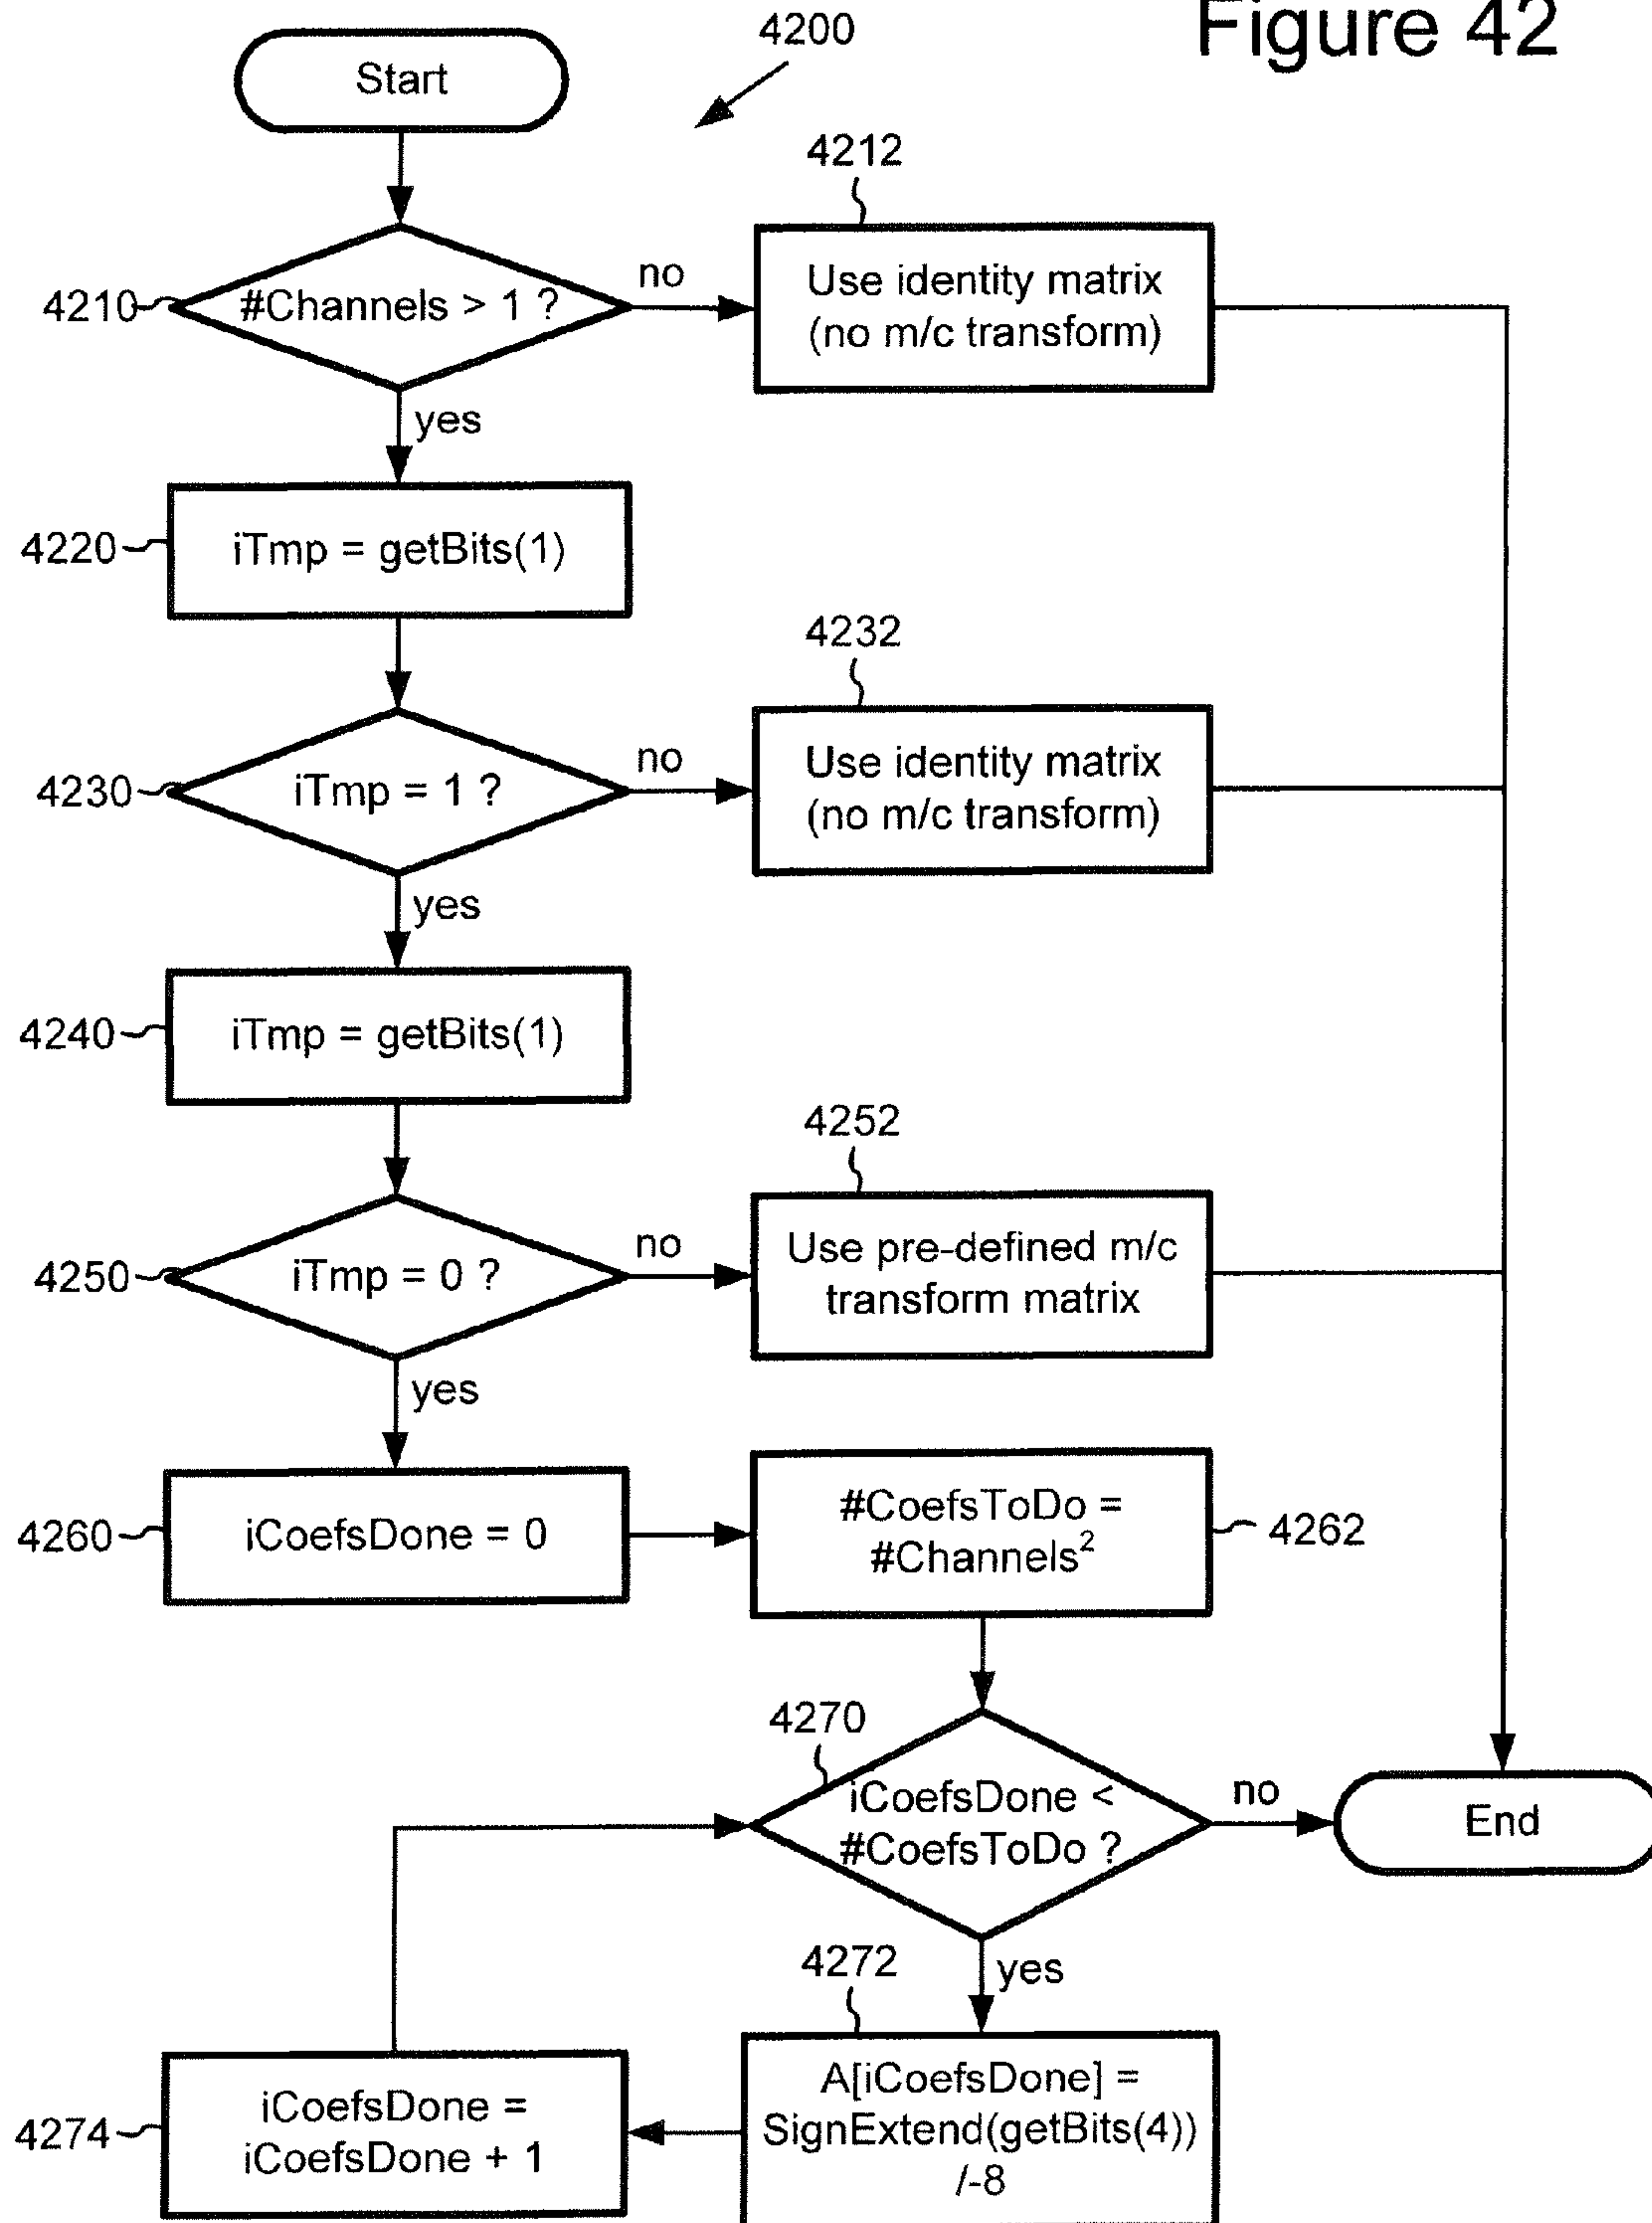 Figure 42
4200
Start
4212
4210
#Channels > 1 ?
no
Use identity matrix
(no m/c transform)
yes
4220
iTmp = getBits(1)
4232
4230
iTmp = 1 ?
no
Use identity matrix
(no m/c transform)
yes
4240
iTmp = getBits(1)
4252
4250
iTmp = 0 ?
no
Use pre-defined m/c
transform matrix
yes
4260
iCoefsDone = 0
#CoefsToDo =
#Channels²
4262
4270
iCoefsDone <
#CoefsToDo ?
no
End
yes
4272
A[iCoefsDone] =
SignExtend(getBits(4))
/-8
4274
iCoefsDone =
iCoefsDone + 1